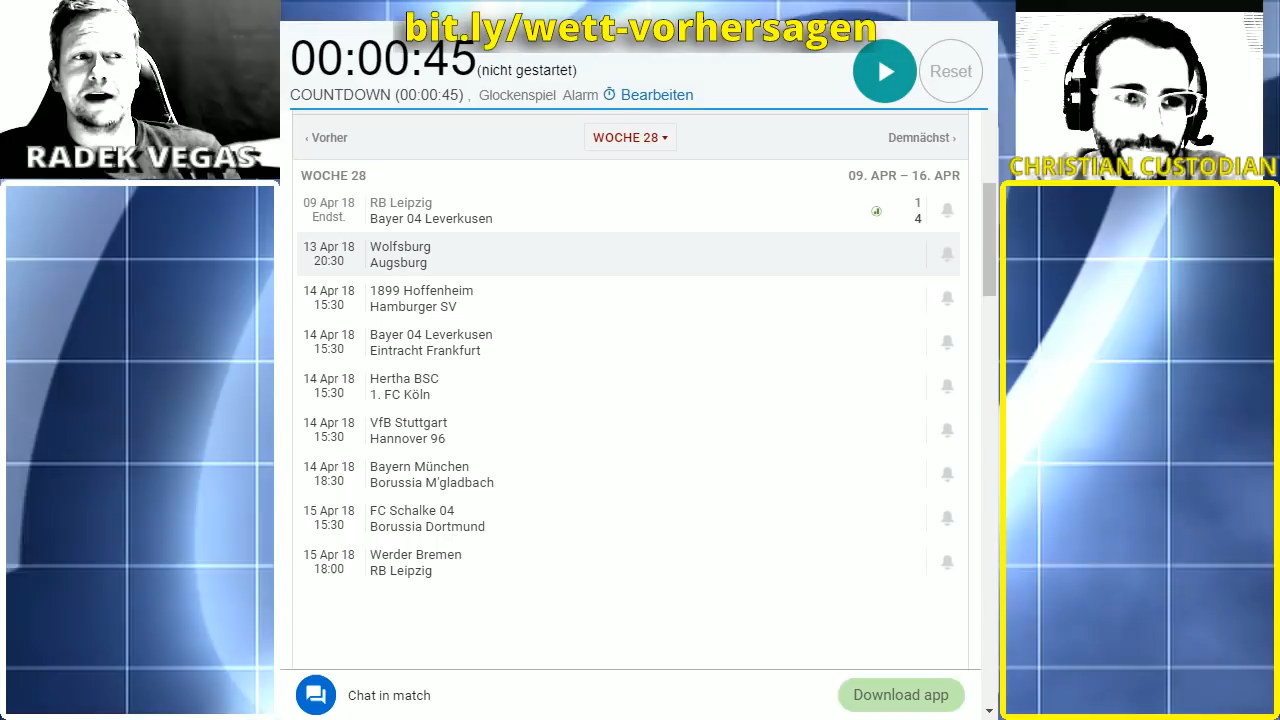 bit.ly/wett-vorhersagen
00:00:45
COUNTDOWN (00:00:45) , Glockenspiel Alarm Bearbeiten
Reset
RADEK VEGAS
CHRISTIAN CUSTODIAN
‹ Vorher
WOCHE 28
Demnächst ›
WOCHE 28
09. APR – 16. APR
09 Apr 18 RB Leipzig 1
Endst. Bayer 04 Leverkusen 4
13 Apr 18 Wolfsburg
20:30 Augsburg
14 Apr 18 1899 Hoffenheim
15:30 Hamburger SV
14 Apr 18 Bayer 04 Leverkusen
15:30 Eintracht Frankfurt
14 Apr 18 Hertha BSC
15:30 1. FC Köln
14 Apr 18 VfB Stuttgart
15:30 Hannover 96
14 Apr 18 Bayern München
18:30 Borussia M'gladbach
15 Apr 18 FC Schalke 04
15:30 Borussia Dortmund
15 Apr 18 Werder Bremen
18:00 RB Leipzig
Chat in match
Download app